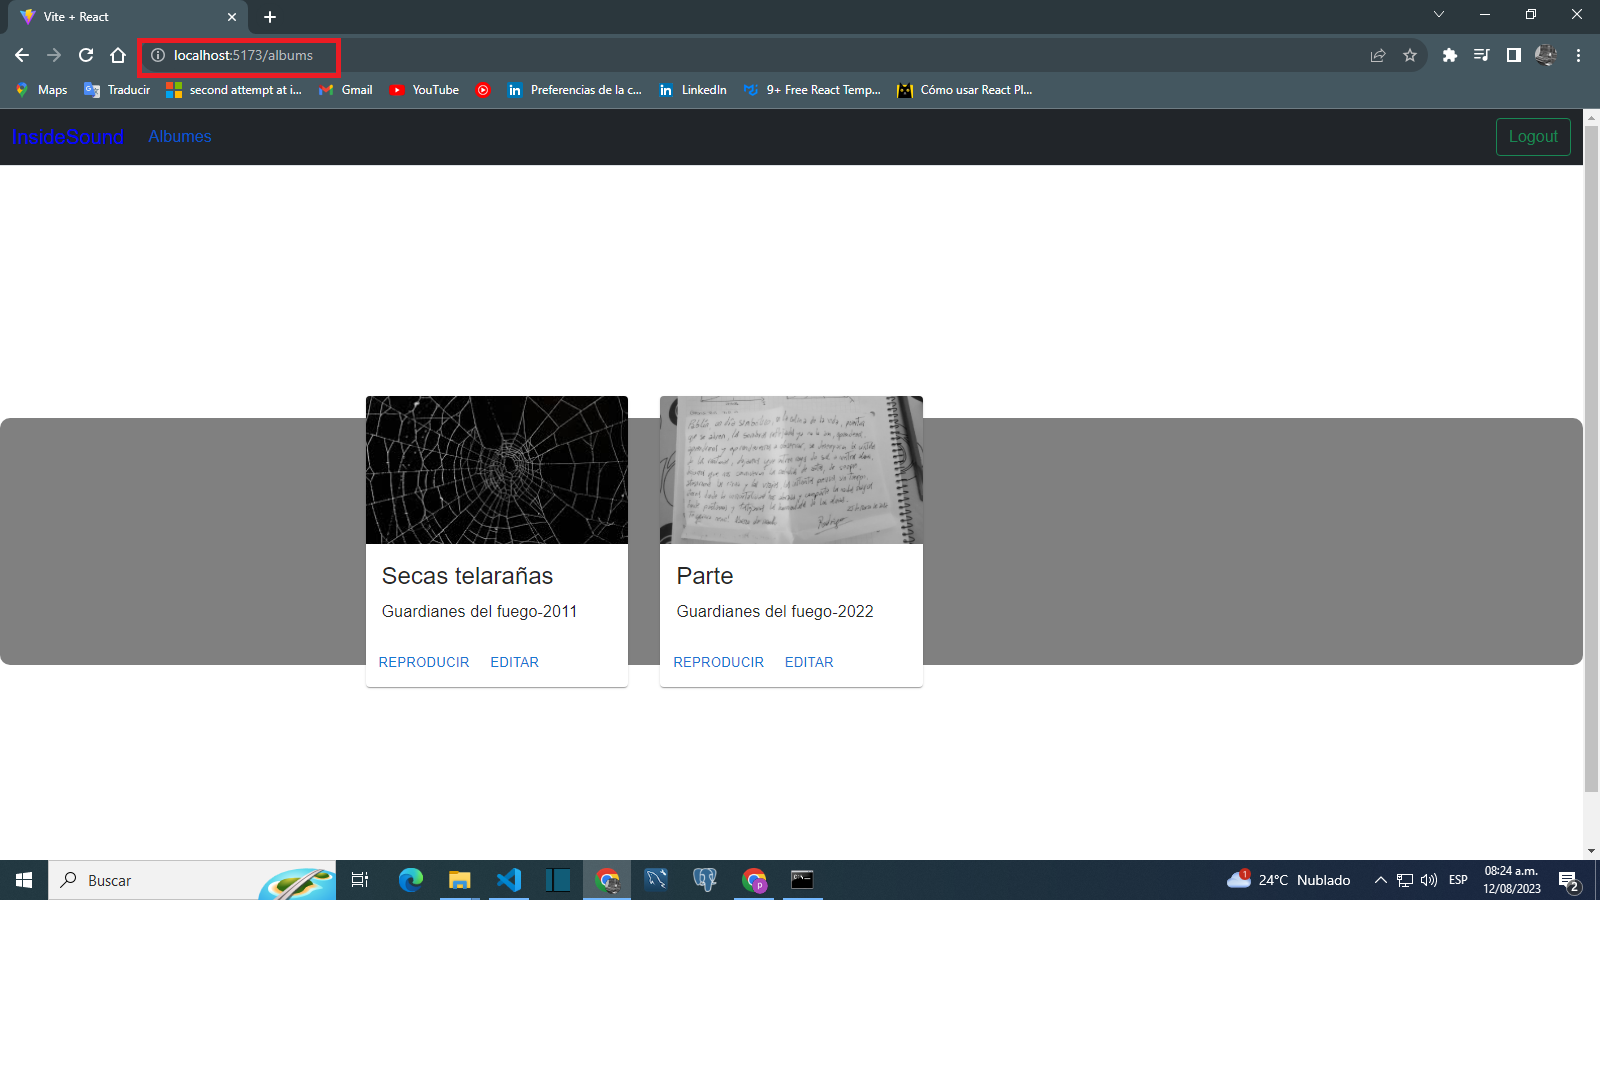 Vite + React
localhost:5173/albums
Maps
Traducir
second attempt at i...
Gmail
YouTube
Preferencias de la c...
LinkedIn
9+ Free React Temp...
Cómo usar React Pl...
InsideSound
Albumes
Logout
Secas telarañas
Guardianes del fuego-2011
REPRODUCIR
EDITAR
Parte
Guardianes del fuego-2022
REPRODUCIR
EDITAR
Buscar
1
24°C Nublado
ESP
08:24 a.m.
12/08/2023
2